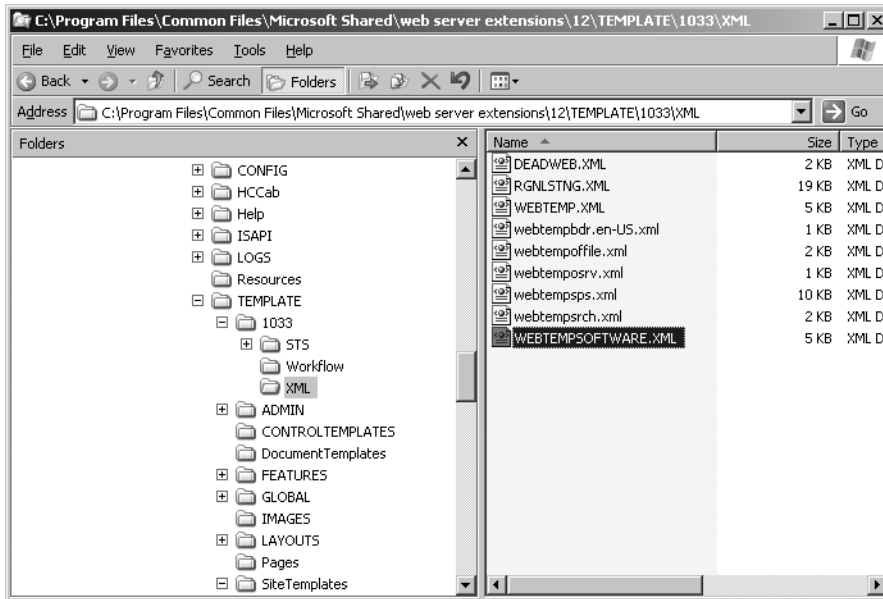 C:\Program Files\Common Files\Microsoft Shared\web server extensions\12\TEMPLATE\1033\XML
File Edit View Favorites Tools Help
Back Search Folders
Address C:\Program Files\Common Files\Microsoft Shared\web server extensions\12\TEMPLATE\1033\XML Go
Folders
CONFIG
HCCab
Help
ISAPI
LOGS
Resources
TEMPLATE
1033
STS
Workflow
XML
ADMIN
CONTROLTEMPLATES
DocumentTemplates
FEATURES
GLOBAL
IMAGES
LAYOUTS
Pages
SiteTemplates
Name Size Type
DEADWEB.XML 2 KB XML D
RGNLSTNG.XML 19 KB XML D
WEBTEMP.XML 5 KB XML D
webtempbdr.en-US.xml 1 KB XML D
webtempoffile.xml 2 KB XML D
webtemposrv.xml 1 KB XML D
webtempsps.xml 10 KB XML D
webtempsrch.xml 2 KB XML D
WEBTEMPSOFTWARE.XML 5 KB XML D